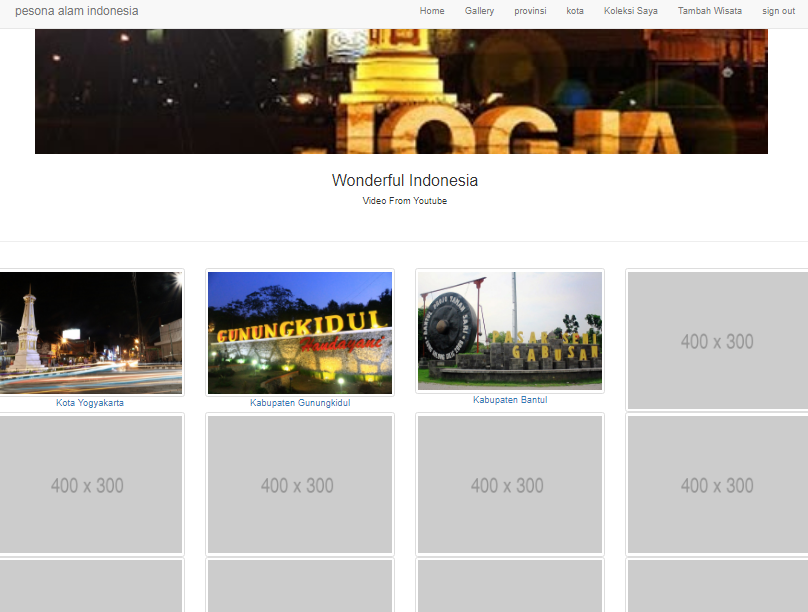 pesona alam indonesia
Home Gallery provinsi kota Koleksi Saya Tambah Wisata sign out
JOGJA
Wonderful Indonesia
Video From Youtube
GUNUNGKIDUL
Handayani
PASAR SENI
GABUSAN
400 x 300
Kota Yogyakarta
Kabupaten Gunungkidul
Kabupaten Bantul
400 x 300
400 x 300
400 x 300
400 x 300